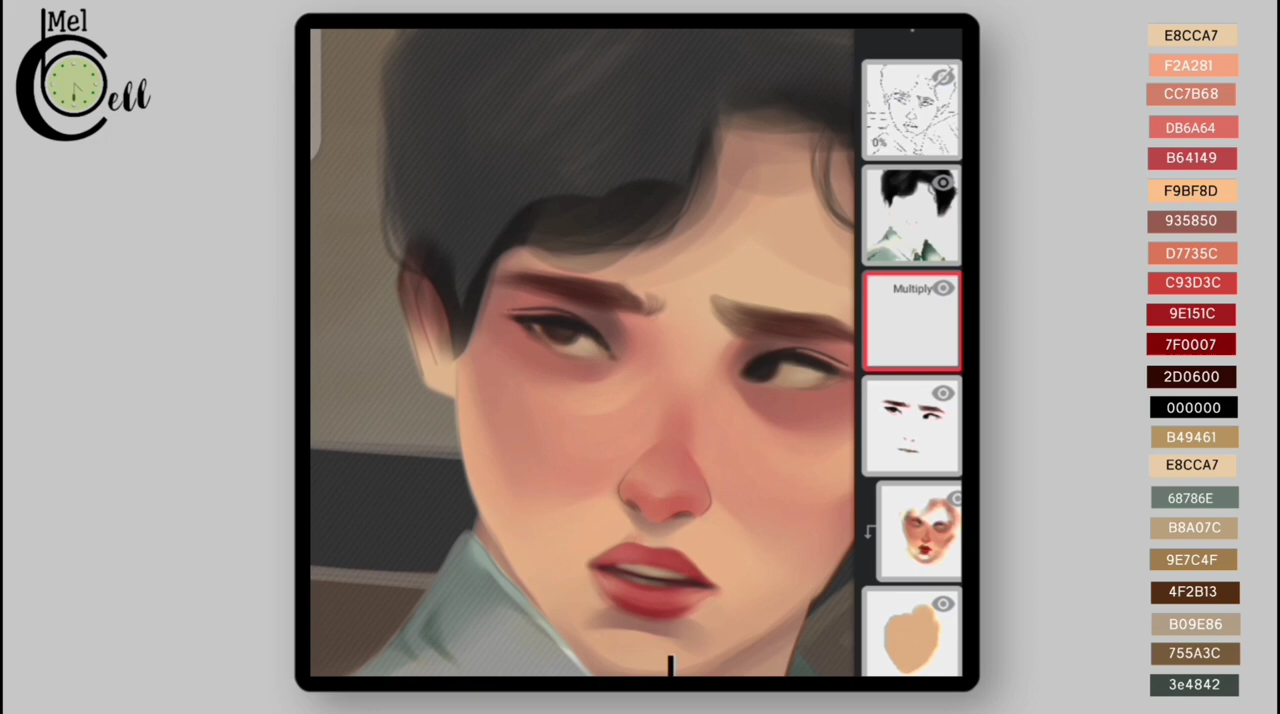 Mel
Cell
0%
Multiply
E8CCA7
F2A281
CC7B68
DB6A64
B64149
F9BF8D
935850
D7735C
C93D3C
9E151C
7F0007
2D0600
000000
B49461
E8CCA7
68786E
B8A07C
9E7C4F
4F2B13
B09E86
755A3C
3e4842